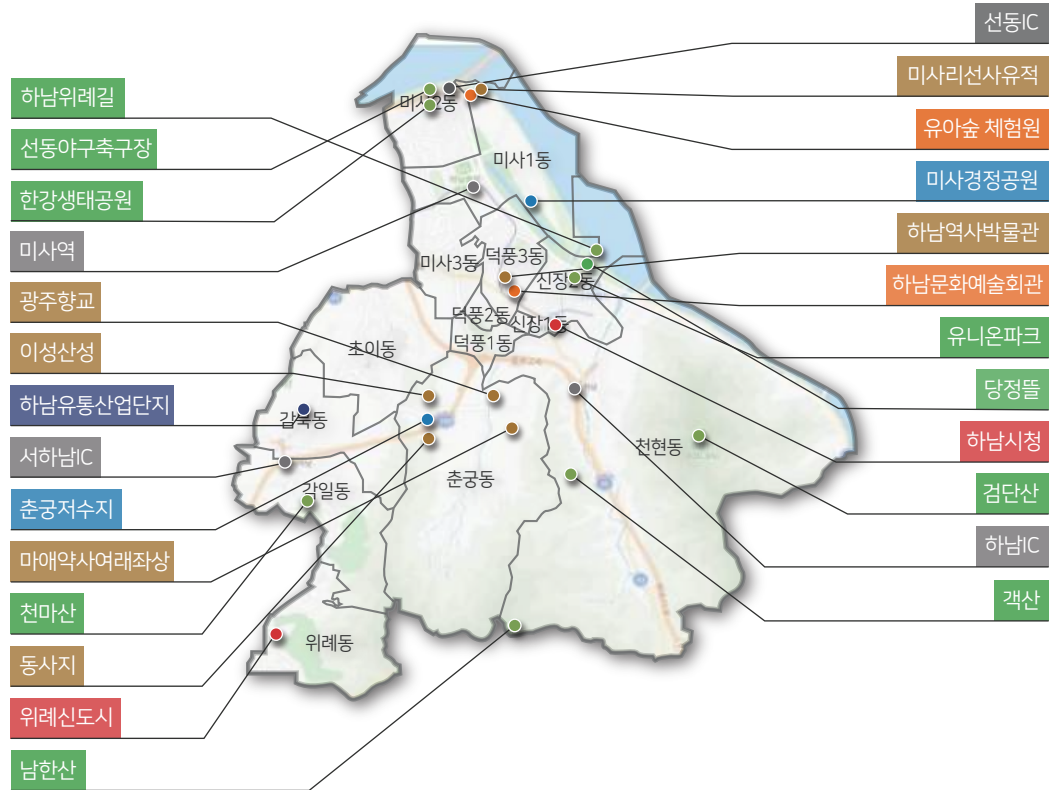 하남위례길
선동야구축구장
한강생태공원
미사역
광주향교
이성산성
하남유통산업단지
서하남IC
춘궁저수지
마애약사여래좌상
천마산
동사지
위례신도시
남한산
선동IC
미사리선사유적
유아숲 체험원
미사경정공원
하남역사박물관
하남문화예술회관
유니온파크
당정뜰
하남시청
검단산
하남IC
객산
미사2동
미사1동
미사3동
덕풍3동
신장2동
덕풍2동
신장1동
덕풍1동
초이동
감북동
천현동
춘궁동
감일동
위례동